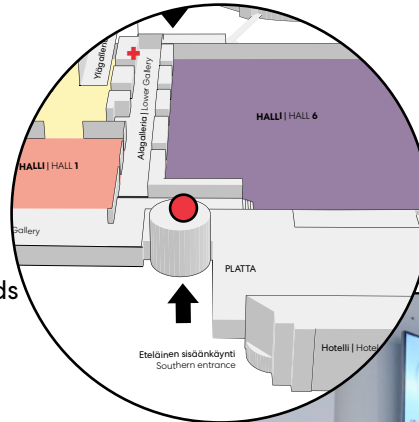 Ylägalleria
Alagalleria | Lower Gallery
HALLI | HALL 6
HALLI | HALL 1
Gallery
PLATTA
ds
Eteläinen sisäänkäynti
Southern entrance
Hotelli | Hotel